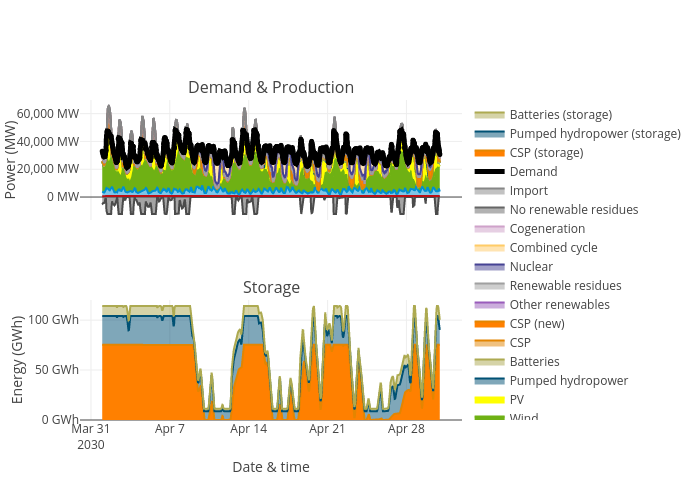 Demand & Production
Power (MW)
60,000 MW
40,000 MW
20,000 MW
0 MW
Batteries (storage)
Pumped hydropower (storage)
CSP (storage)
Demand
Import
No renewable residues
Cogeneration
Combined cycle
Nuclear
Renewable residues
Other renewables
CSP (new)
CSP
Batteries
Pumped hydropower
PV
Wind
Storage
Energy (GWh)
100 GWh
50 GWh
0 GWh
Mar 31
2030
Apr 7
Apr 14
Apr 21
Apr 28
Date & time